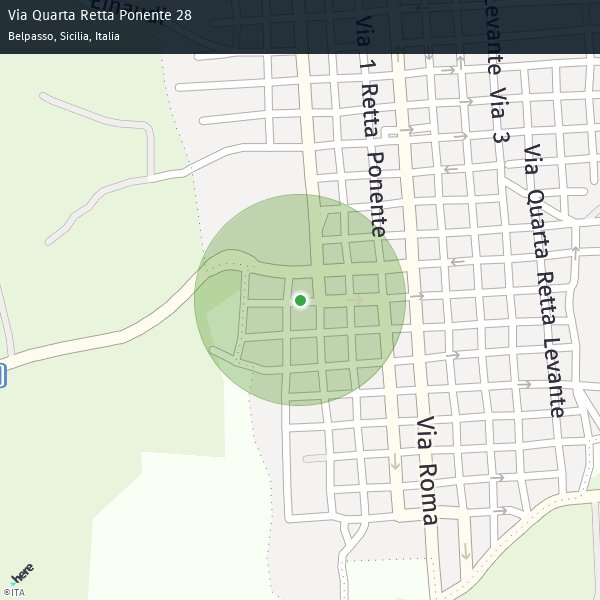 Via Quarta Retta Ponente 28
Belpasso, Sicilia, Italia
Einaudi
Via 1 Retta Ponente
Levante Via 3
Via Quarta Retta Levante
Via Roma
here
©ITA